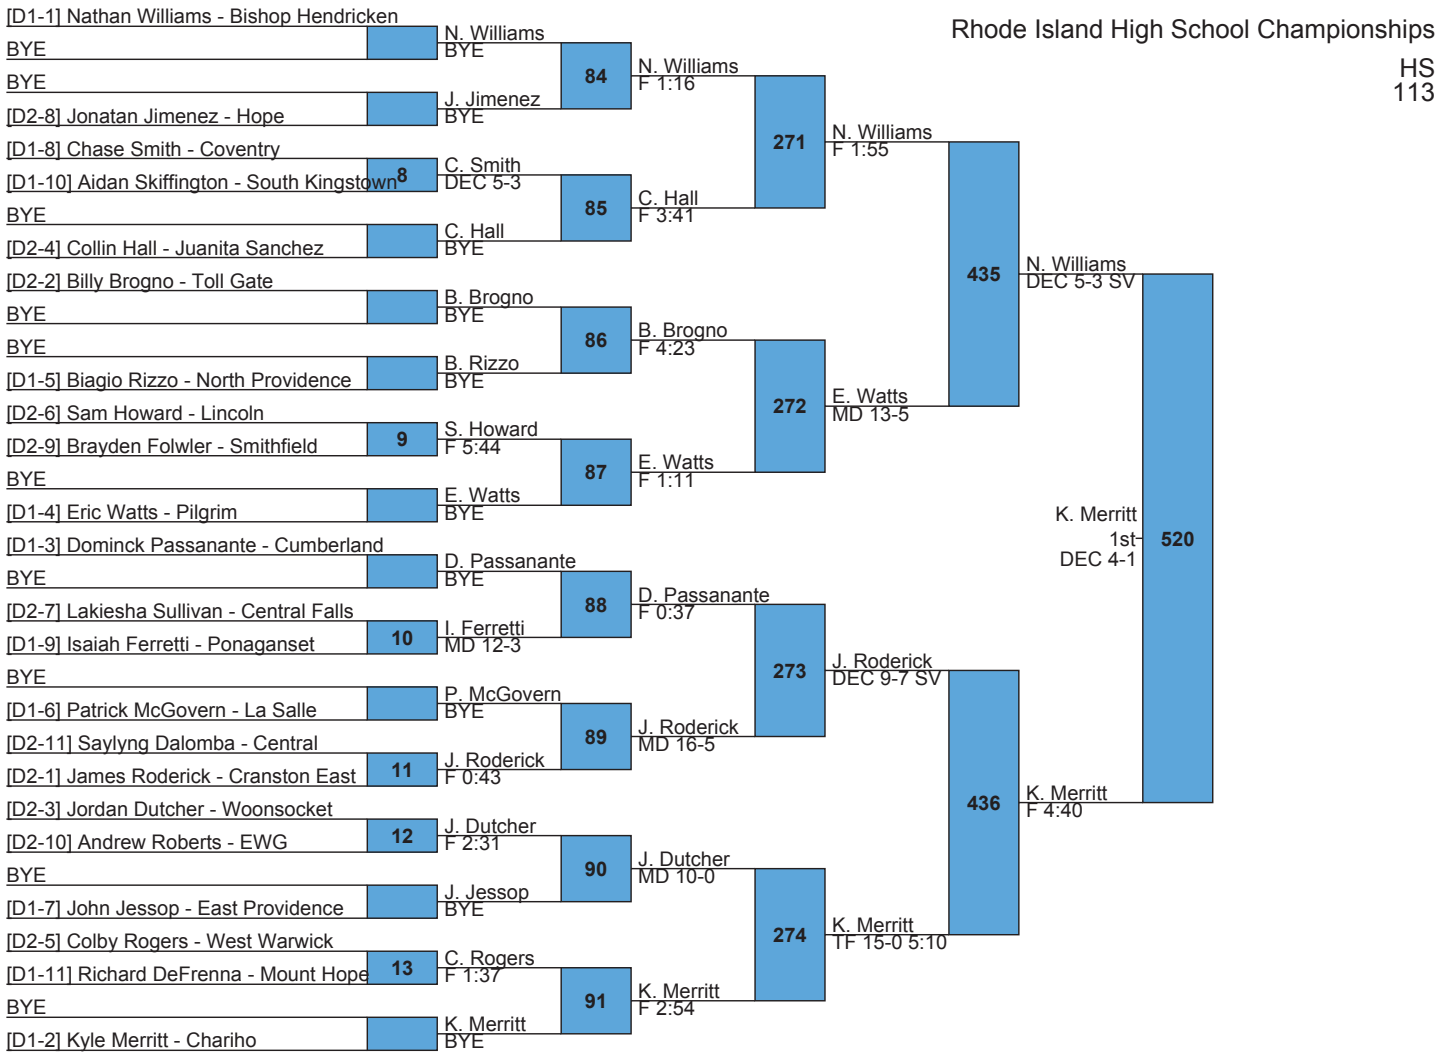 Rhode Island High School Championships
HS
113
[D1-1] Nathan Williams - Bishop Hendricken
BYE
BYE
[D2-8] Jonatan Jimenez - Hope
[D1-8] Chase Smith - Coventry
[D1-10] Aidan Skiffington - South Kingstown
BYE
[D2-4] Collin Hall - Juanita Sanchez
[D2-2] Billy Brogno - Toll Gate
BYE
BYE
[D1-5] Biagio Rizzo - North Providence
[D2-6] Sam Howard - Lincoln
[D2-9] Brayden Folwler - Smithfield
BYE
[D1-4] Eric Watts - Pilgrim
[D1-3] Dominck Passanante - Cumberland
BYE
[D2-7] Lakiesha Sullivan - Central Falls
[D1-9] Isaiah Ferretti - Ponaganset
BYE
[D1-6] Patrick McGovern - La Salle
[D2-11] Saylyng Dalomba - Central
[D2-1] James Roderick - Cranston East
[D2-3] Jordan Dutcher - Woonsocket
[D2-10] Andrew Roberts - EWG
BYE
[D1-7] John Jessop - East Providence
[D2-5] Colby Rogers - West Warwick
[D1-11] Richard DeFrenna - Mount Hope
BYE
[D1-2] Kyle Merritt - Chariho
8
9
10
11
12
13
N. Williams
BYE
J. Jimenez
BYE
C. Smith
DEC 5-3
C. Hall
BYE
B. Brogno
BYE
B. Rizzo
BYE
S. Howard
F 5:44
E. Watts
BYE
D. Passanante
BYE
I. Ferretti
MD 12-3
P. McGovern
BYE
J. Roderick
F 0:43
J. Dutcher
F 2:31
J. Jessop
BYE
C. Rogers
F 1:37
K. Merritt
BYE
84
85
86
87
88
89
90
91
N. Williams
F 1:16
C. Hall
F 3:41
B. Brogno
F 4:23
E. Watts
F 1:11
D. Passanante
F 0:37
J. Roderick
MD 16-5
J. Dutcher
MD 10-0
K. Merritt
F 2:54
271
272
273
274
N. Williams
F 1:55
E. Watts
MD 13-5
J. Roderick
DEC 9-7 SV
K. Merritt
TF 15-0 5:10
435
436
N. Williams
DEC 5-3 SV
K. Merritt
F 4:40
K. Merritt
1st
DEC 4-1
520